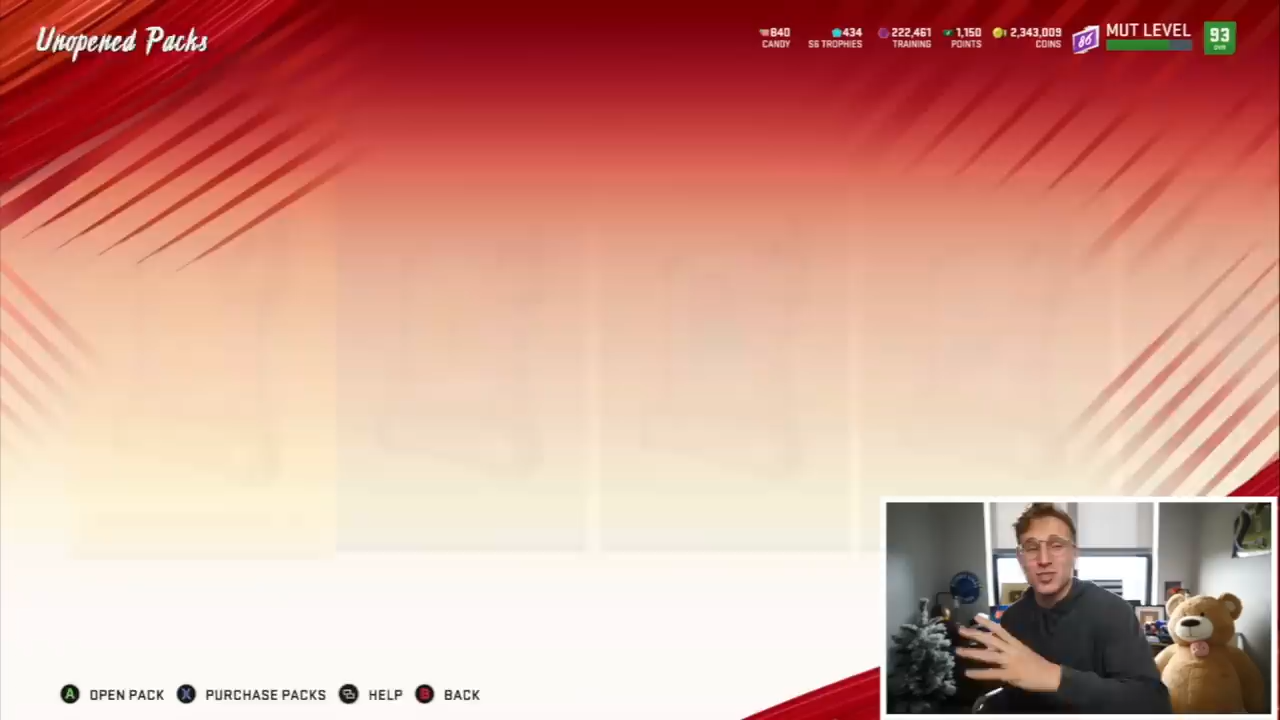 Unopened Packs
840
CANDY
434
S6 TROPHIES
222,461
TRAINING
1,150
POINTS
2,343,009
COINS
86
MUT LEVEL
93
OVR
A OPEN PACK X PURCHASE PACKS HELP B BACK